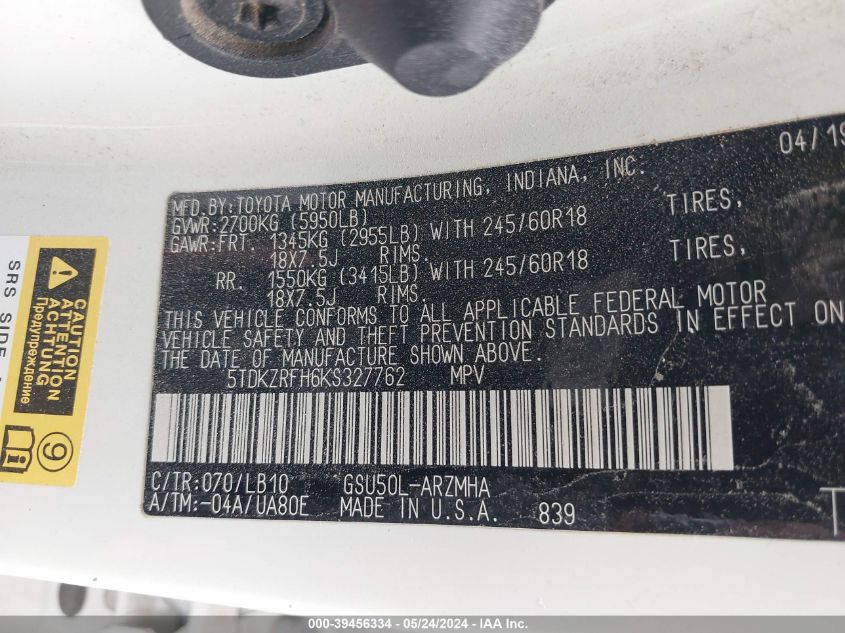 04/19
MFD.BY:TOYOTA MOTOR MANUFACTURING, INDIANA, INC.
GVWR:2700KG (5950LB)
GAWR:FRT. 1345KG (2955LB) WITH 245/60R18 TIRES,
18X7.5J RIMS,
RR. 1550KG (3415LB) WITH 245/60R18 TIRES,
18X7.5J RIMS.
THIS VEHICLE CONFORMS TO ALL APPLICABLE FEDERAL MOTOR
VEHICLE SAFETY AND THEFT PREVENTION STANDARDS IN EFFECT ON
THE DATE OF MANUFACTURE SHOWN ABOVE.
5TDKZRFH6KS327762 MPV
C/TR:070/LB10 GSU50L-ARZMHA
A/TM:-04A/UA80E MADE IN U.S.A. 839
SRS SIDE
CAUTION
ATTENTION
ACHTUNG
Предупреждение
9
000-39456334 - 05/24/2024 - IAA Inc.